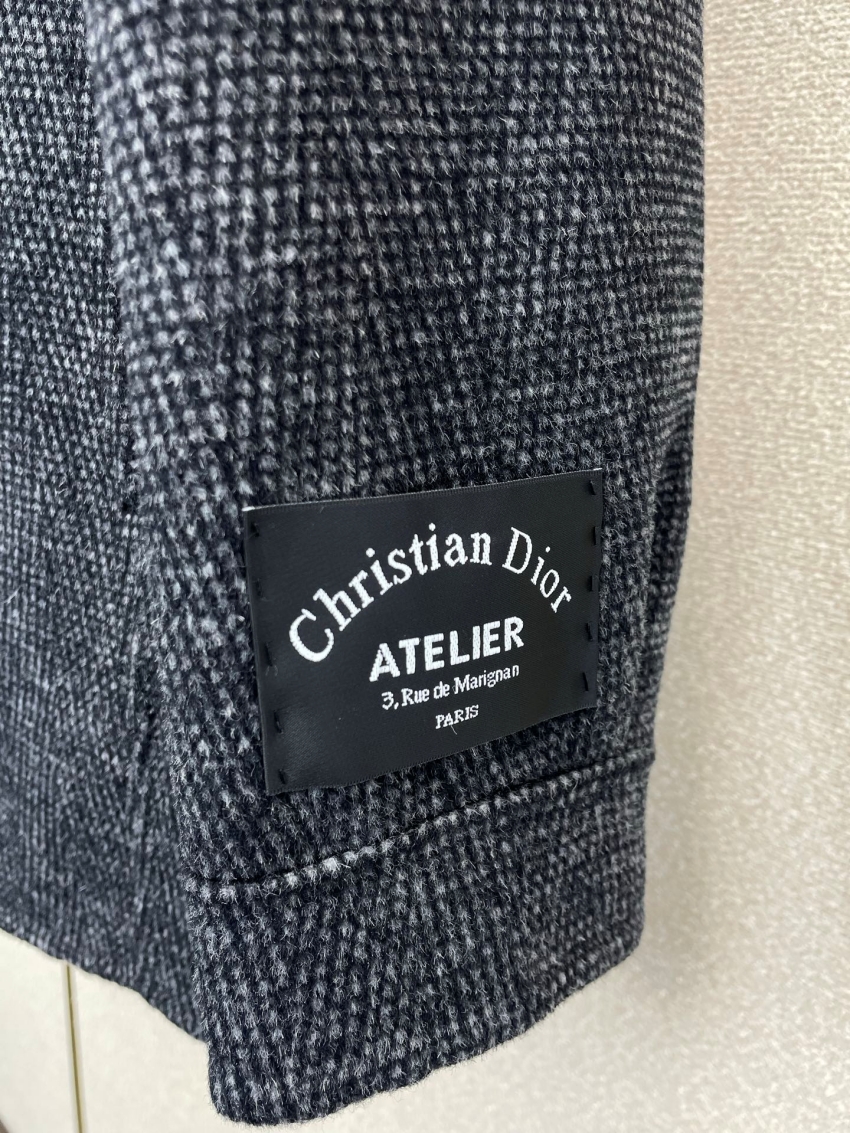 Christian Dior
ATELIER
3, Rue de Marignan
PARIS